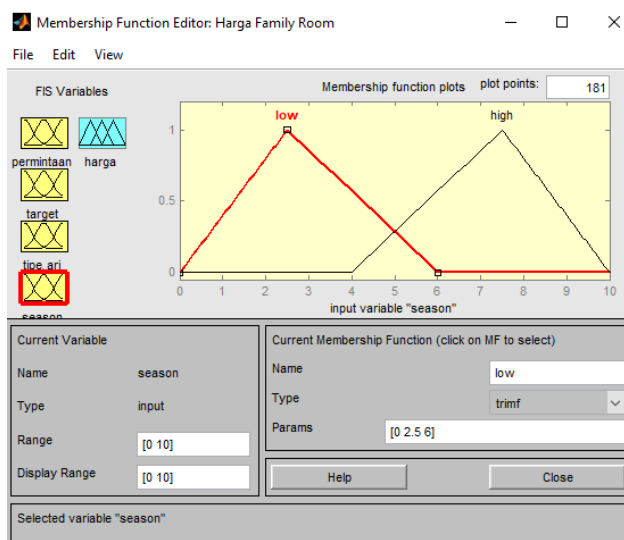 Membership Function Editor: Harga Family Room
File Edit View
FIS Variables
Membership function plots plot points: 181
permintaan harga
target
tipe ari
season
low high
1
0.5
0
0 1 2 3 4 5 6 7 8 9 10
input variable "season"
Current Variable
Name season
Type input
Range [0 10]
Display Range [0 10]
Current Membership Function (click on MF to select)
Name low
Type trimf
Params [0 2.5 6]
Help Close
Selected variable "season"